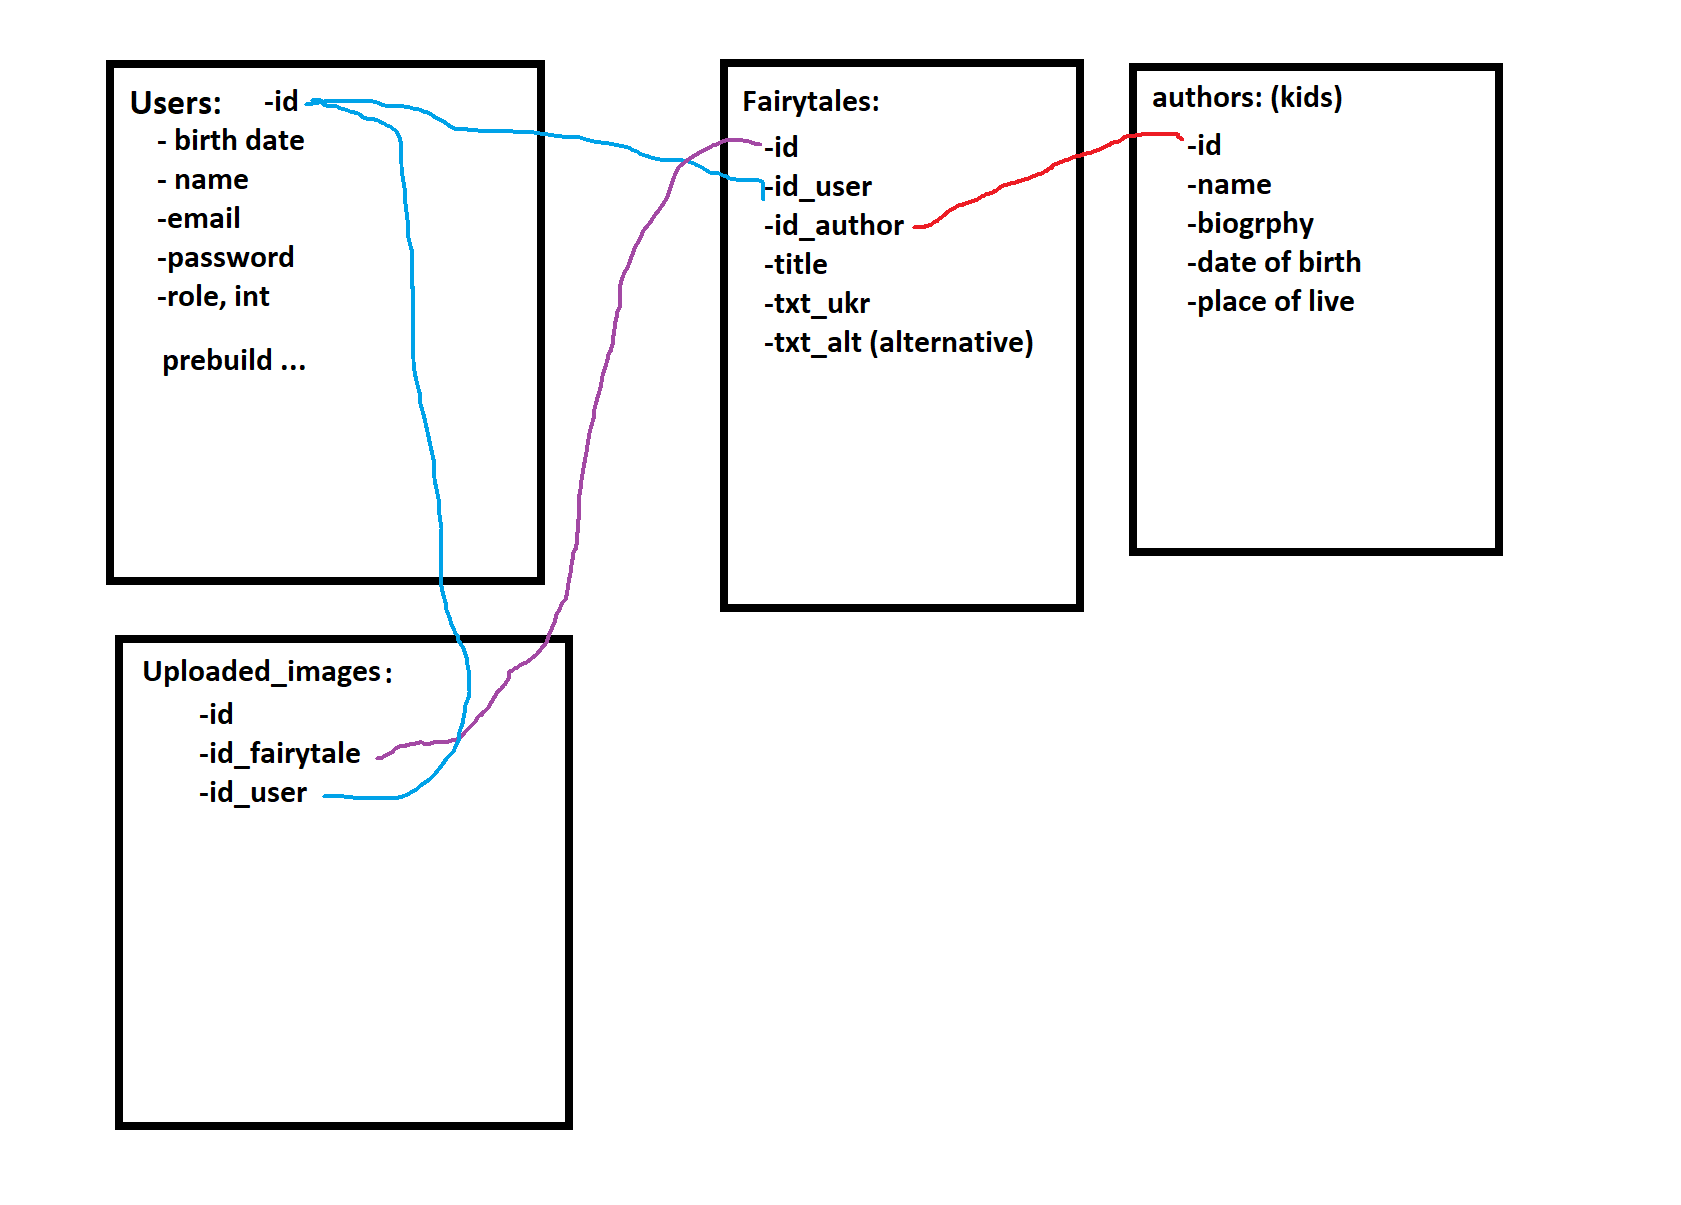 Users: -id
- birth date
- name
-email
-password
-role, int
prebuild ...
Fairytales:
-id
-id_user
-id_author
-title
-txt_ukr
-txt_alt (alternative)
authors: (kids)
-id
-name
-biogrphy
-date of birth
-place of live
Uploaded_images:
-id
-id_fairytale
-id_user